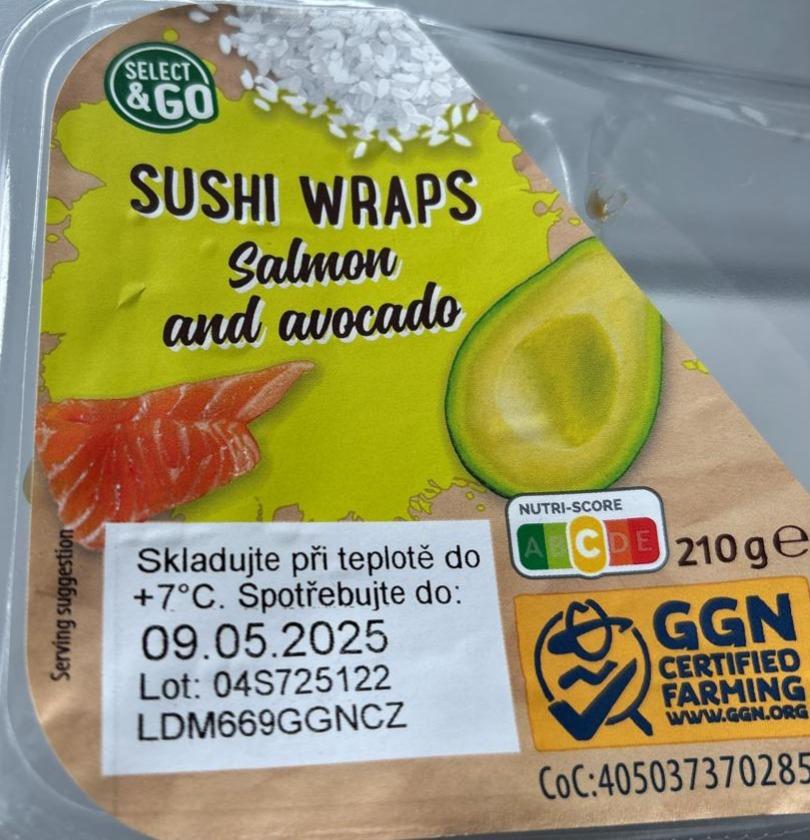 SELECT
&GO
SUSHI WRAPS
Salmon
and avocado
NUTRI-SCORE
A B C D E
210 g e
Serving suggestion
Skladujte při teplotě do
+7°C. Spotřebujte do:
09.05.2025
Lot: 04S725122
LDM669GGNCZ
GGN
CERTIFIED
FARMING
WWW.GGN.ORG
CoC:405037370285